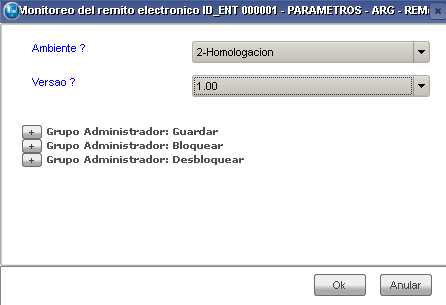 Monitoreo del remito electronico ID_ENT 000001 - PARAMETROS - ARG - REM
Ambiente ?
2-Homologacion
Versao ?
1.00
+ Grupo Administrador: Guardar
+ Grupo Administrador: Bloquear
+ Grupo Administrador: Desbloquear
Ok
Anular